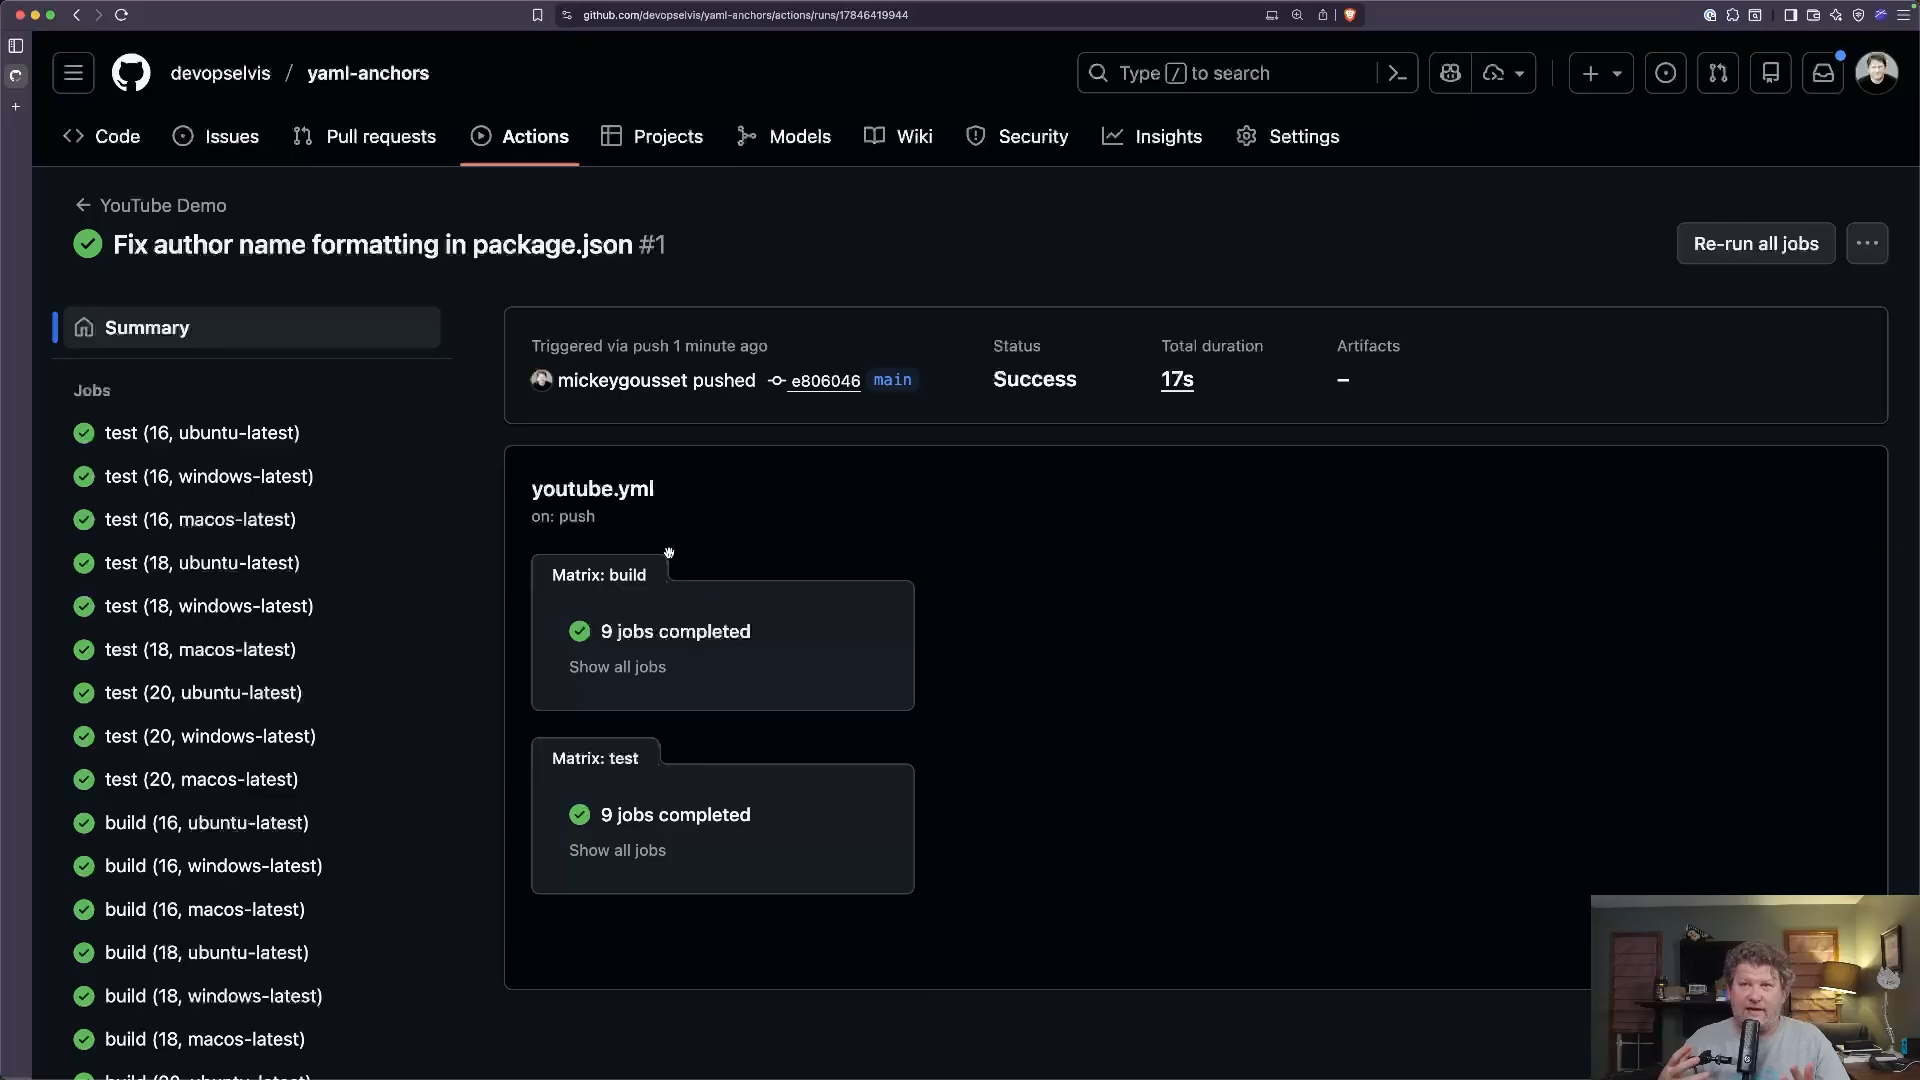 github.com/devopselvis/yaml-anchors/actions/runs/17846419944
devopselvis / yaml-anchors
Type / to search
Code
Issues
Pull requests
Actions
Projects
Models
Wiki
Security
Insights
Settings
← YouTube Demo
Fix author name formatting in package.json #1
Re-run all jobs
Summary
Jobs
test (16, ubuntu-latest)
test (16, windows-latest)
test (16, macos-latest)
test (18, ubuntu-latest)
test (18, windows-latest)
test (18, macos-latest)
test (20, ubuntu-latest)
test (20, windows-latest)
test (20, macos-latest)
build (16, ubuntu-latest)
build (16, windows-latest)
build (16, macos-latest)
build (18, ubuntu-latest)
build (18, windows-latest)
build (18, macos-latest)
Triggered via push 1 minute ago
mickeygousset pushed e806046 main
Status
Success
Total duration
17s
Artifacts
–
youtube.yml
on: push
Matrix: build
9 jobs completed
Show all jobs
Matrix: test
9 jobs completed
Show all jobs